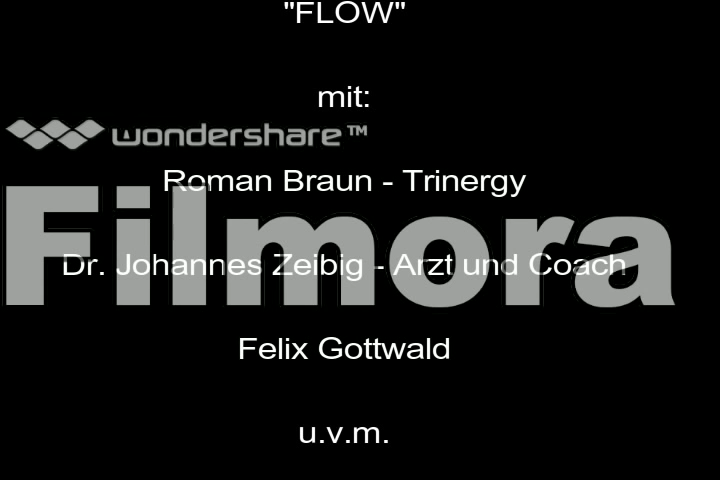 "FLOW"
mit:
wondershare™
Roman Braun - Trinergy
Filmora
Dr. Johannes Zeibig - Arzt und Coach
Felix Gottwald
u.v.m.